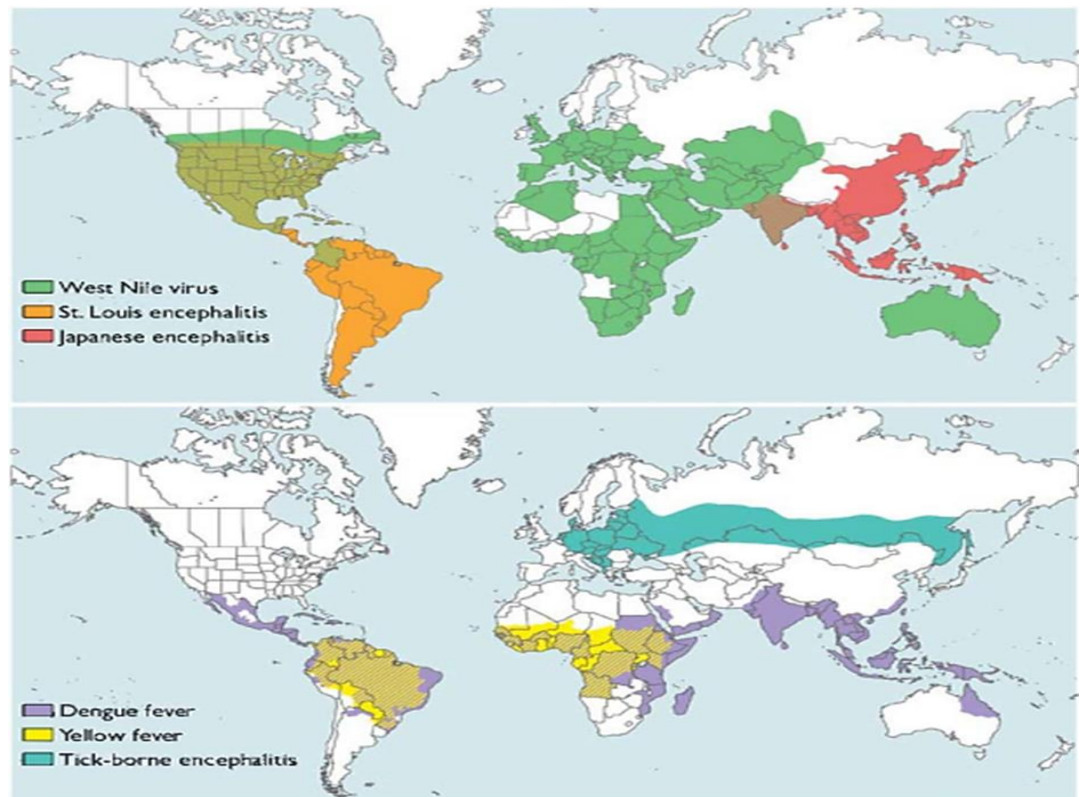 West Nile virus
St. Louis encephalitis
Japanese encephalitis
Dengue fever
Yellow fever
Tick-borne encephalitis